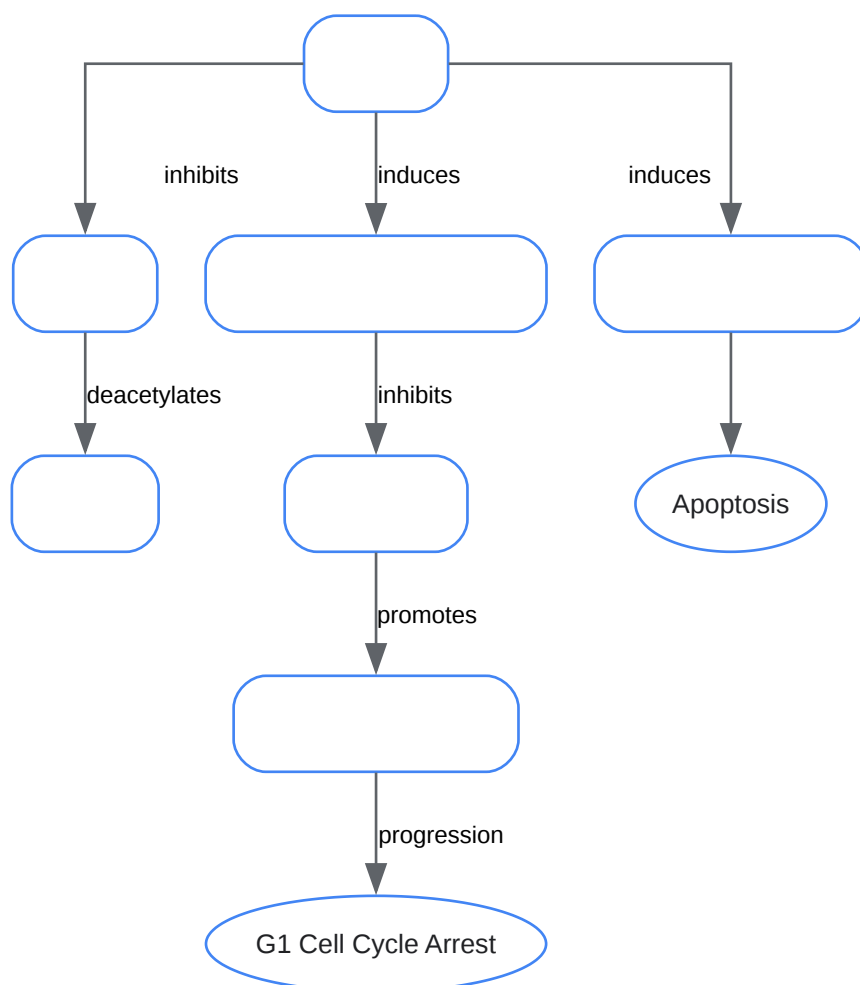 inhibits
induces
induces
deacetylates
inhibits
Apoptosis
promotes
progression
G1 Cell Cycle Arrest